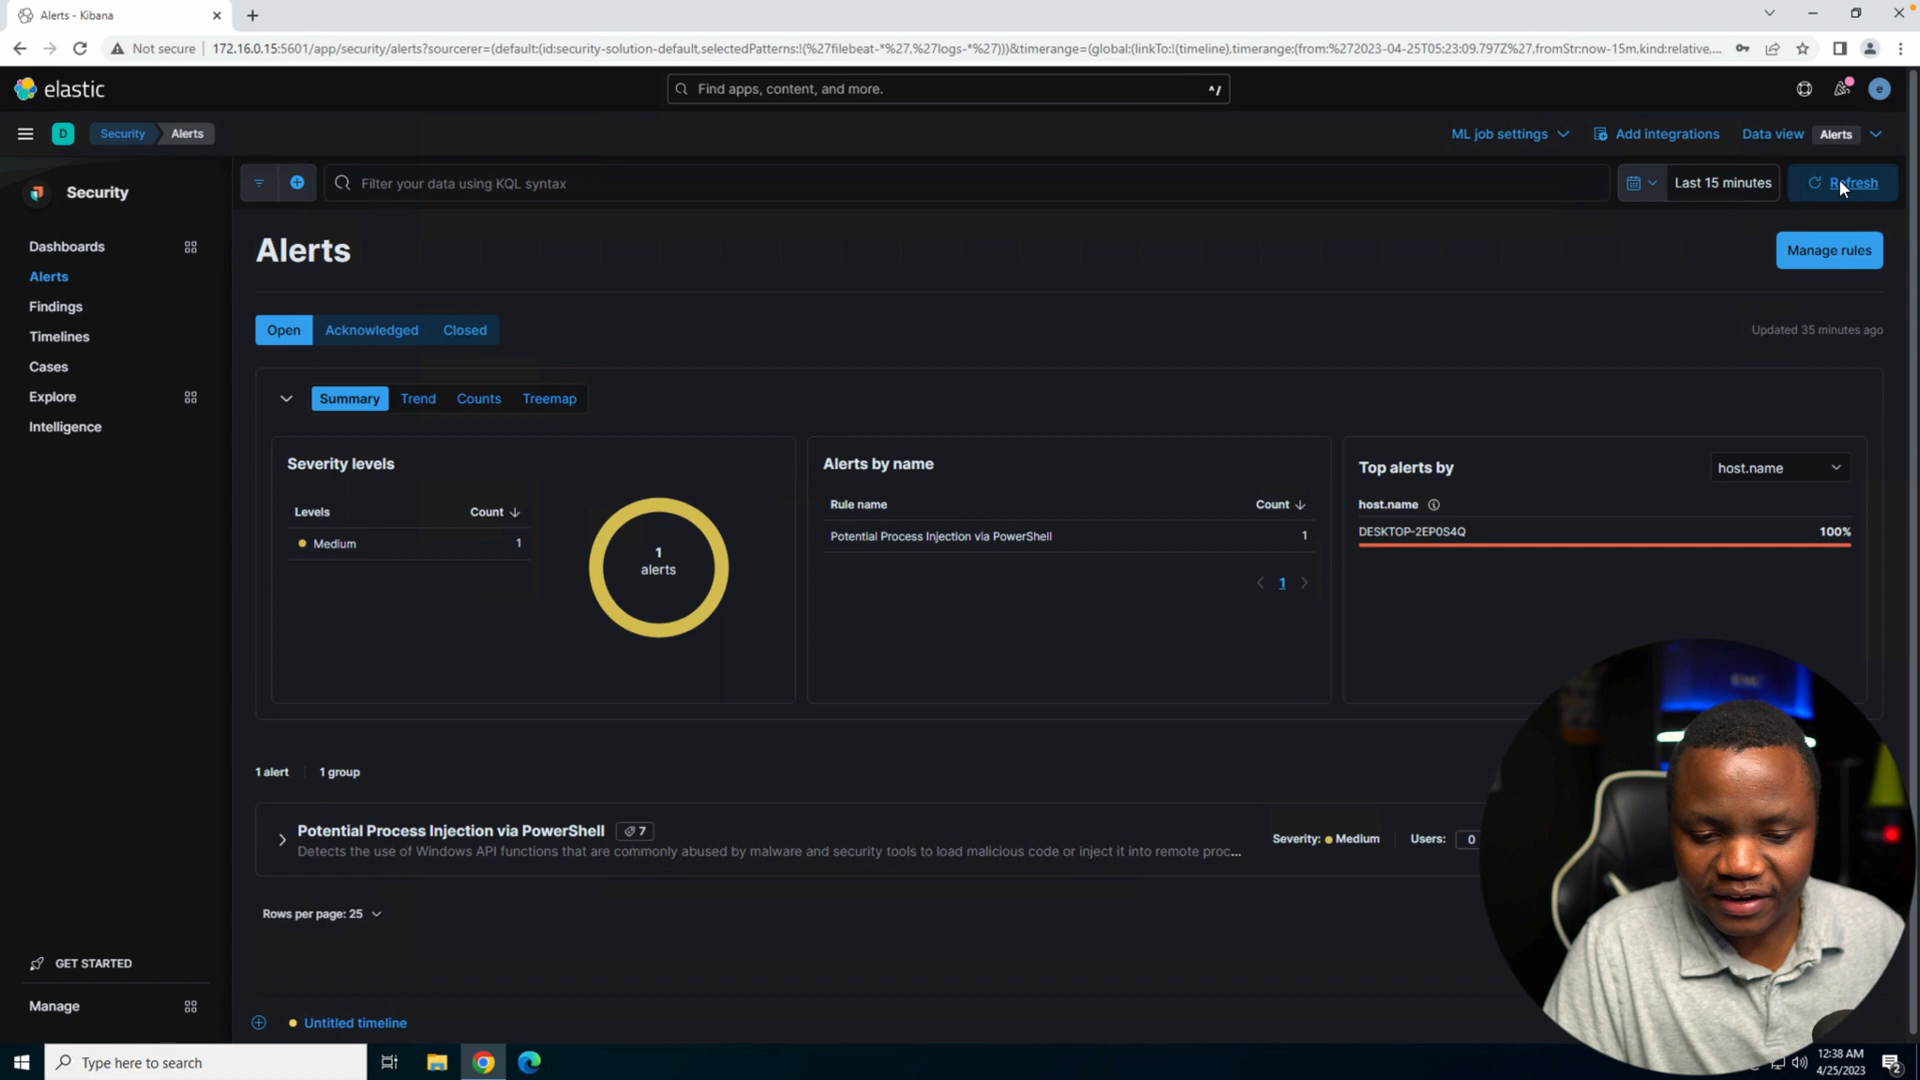 Alerts - Kibana
Not secure
172.16.0.15:5601/app/security/alerts?sourcerer=(default:(id:security-solution-default,selectedPatterns:!(%27filebeat-*%27,%27logs-*%27)))&timerange=(global:(linkTo:!(timeline),timerange:(from:%272023-04-25T05:23:09.797Z%27,fromStr:now-15m,kind:relative,...
elastic
Find apps, content, and more.
^/
e
D
Security
Alerts
ML job settings
Add integrations
Data view
Alerts
Security
Filter your data using KQL syntax
Last 15 minutes
Refresh
Dashboards
Alerts
Findings
Timelines
Cases
Explore
Intelligence
Alerts
Manage rules
Open
Acknowledged
Closed
Updated 35 minutes ago
Summary
Trend
Counts
Treemap
Severity levels
Levels
Count
Medium
1
1
alerts
Alerts by name
Rule name
Count
Potential Process Injection via PowerShell
1
1
Top alerts by
host.name
host.name
DESKTOP-2EP0S4Q
100%
1 alert
1 group
Potential Process Injection via PowerShell
7
Detects the use of Windows API functions that are commonly abused by malware and security tools to load malicious code or inject it into remote proc...
Severity:
Medium
Users:
0
Rows per page: 25
GET STARTED
Manage
Untitled timeline
Type here to search
12:38 AM
4/25/2023
2